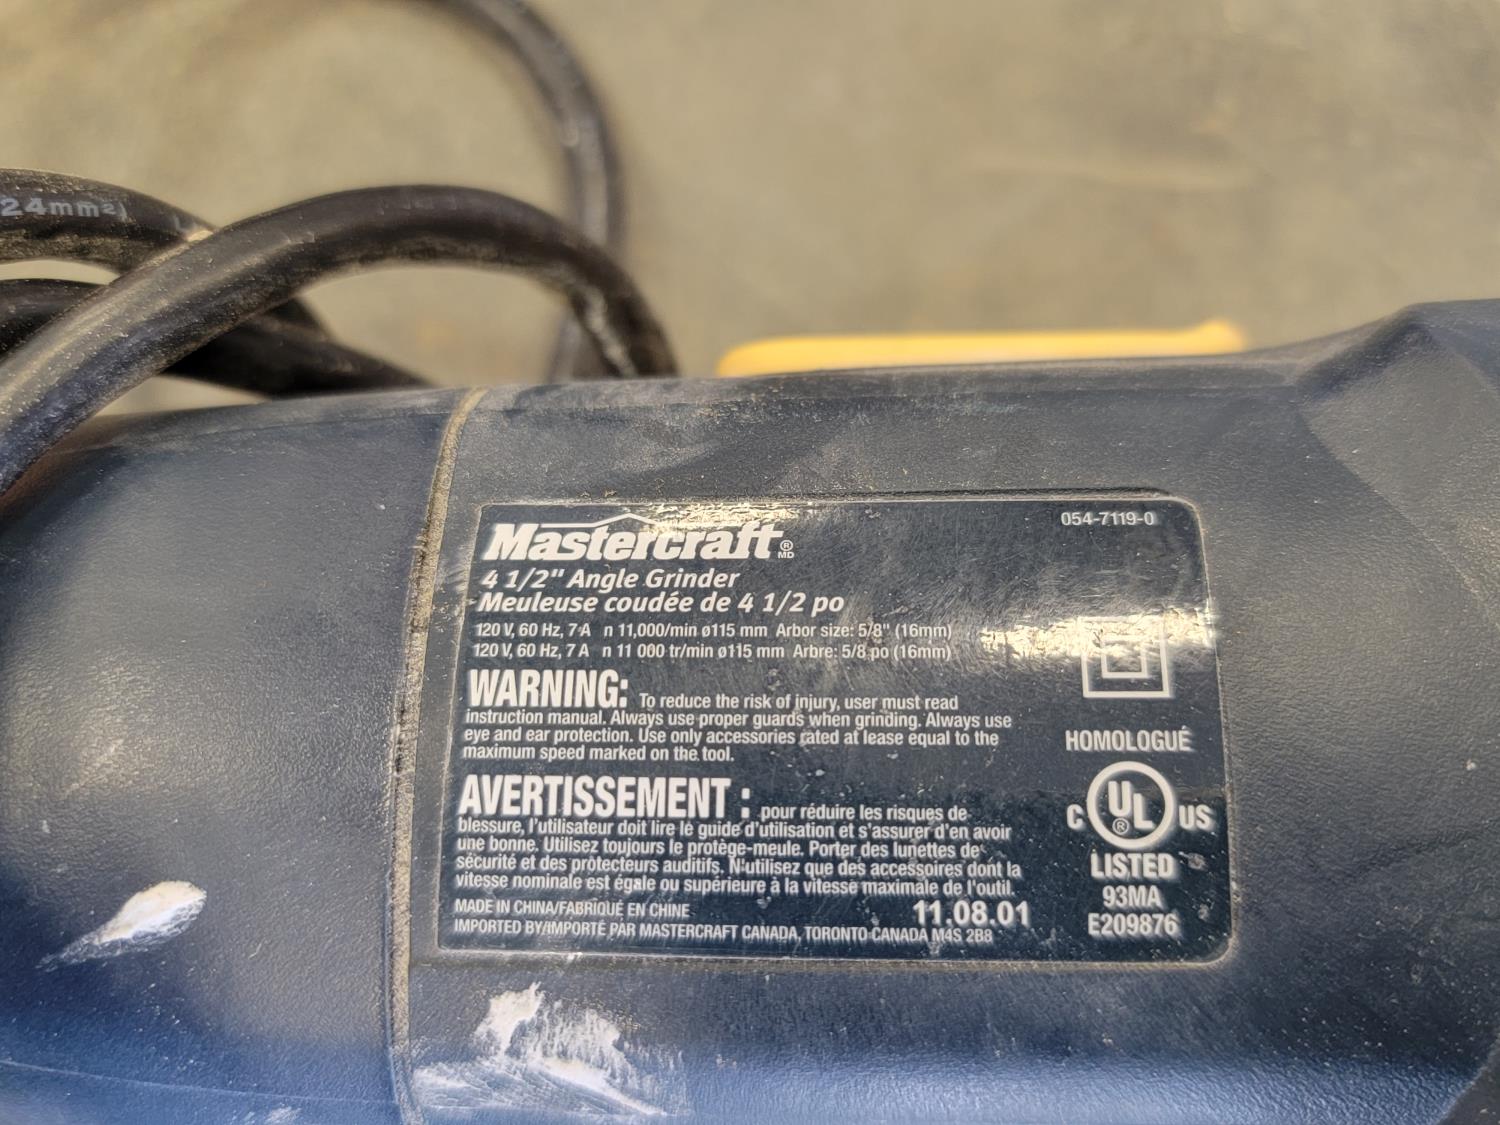 24mm²)
Mastercraft®
MD
054-7119-0
4 1/2" Angle Grinder
Meuleuse coudée de 4 1/2 po
120 V, 60 Hz, 7 A n 11,000/min ø115 mm Arbor size: 5/8" (16mm)
120 V, 60 Hz, 7 A n 11 000 tr/min ø115 mm Arbre: 5/8 po (16mm)
WARNING: To reduce the risk of injury, user must read
instruction manual. Always use proper guards when grinding. Always use
eye and ear protection. Use only accessories rated at lease equal to the
maximum speed marked on the tool.
AVERTISSEMENT : pour réduire les risques de
blessure, l'utilisateur doit lire le guide d'utilisation et s'assurer d'en avoir
une bonne. Utilisez toujours le protège-meule. Porter des lunettes de
sécurité et des protecteurs auditifs. N'utilisez que des accessoires dont la
vitesse nominale est égale ou supérieure à la vitesse maximale de l'outil.
MADE IN CHINA/FABRIQUÉ EN CHINE
11.08.01
IMPORTED BY/IMPORTÉ PAR MASTERCRAFT CANADA, TORONTO CANADA M4S 2B8
HOMOLOGUÉ
C UL® US
LISTED
93MA
E209876